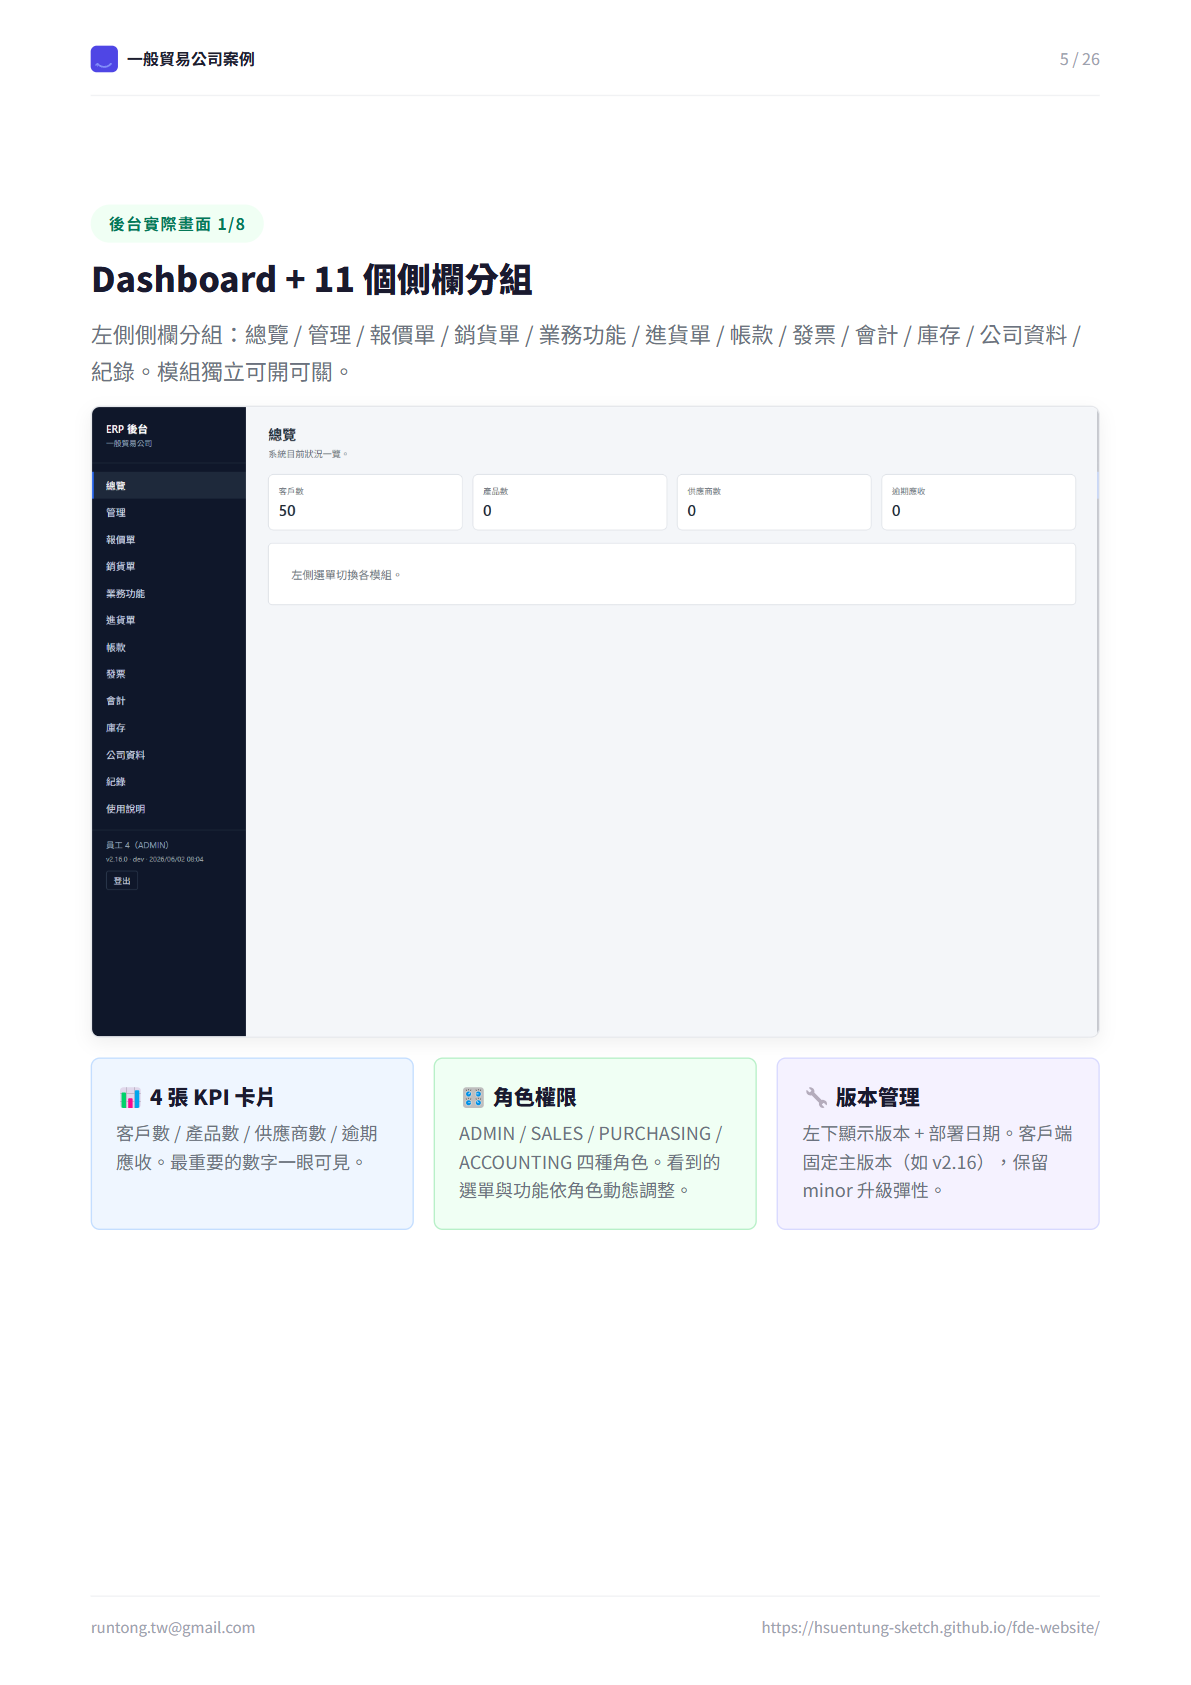 一般貿易公司案例
5 / 26
後台實際畫面 1/8
Dashboard + 11 個側欄分組
左側側欄分組：總覽 / 管理 / 報價單 / 銷貨單 / 業務功能 / 進貨單 / 帳款 / 發票 / 會計 / 庫存 / 公司資料 /
紀錄。模組獨立可開可關。
ERP 後台
一般貿易公司
總覽
管理
報價單
銷貨單
業務功能
進貨單
帳款
發票
會計
庫存
公司資料
紀錄
使用說明
員工 4（ADMIN）
v2.16.0 · dev · 2026/06/02 08:04
登出
總覽
系統目前狀況一覽。
客戶數
50
產品數
0
供應商數
0
逾期應收
0
左側選單切換各模組。
4 張 KPI 卡片
客戶數 / 產品數 / 供應商數 / 逾期
應收。最重要的數字一眼可見。
角色權限
ADMIN / SALES / PURCHASING /
ACCOUNTING 四種角色。看到的
選單與功能依角色動態調整。
版本管理
左下顯示版本 + 部署日期。客戶端
固定主版本（如 v2.16），保留
minor 升級彈性。
runtong.tw@gmail.com
https://hsuentung-sketch.github.io/fde-website/